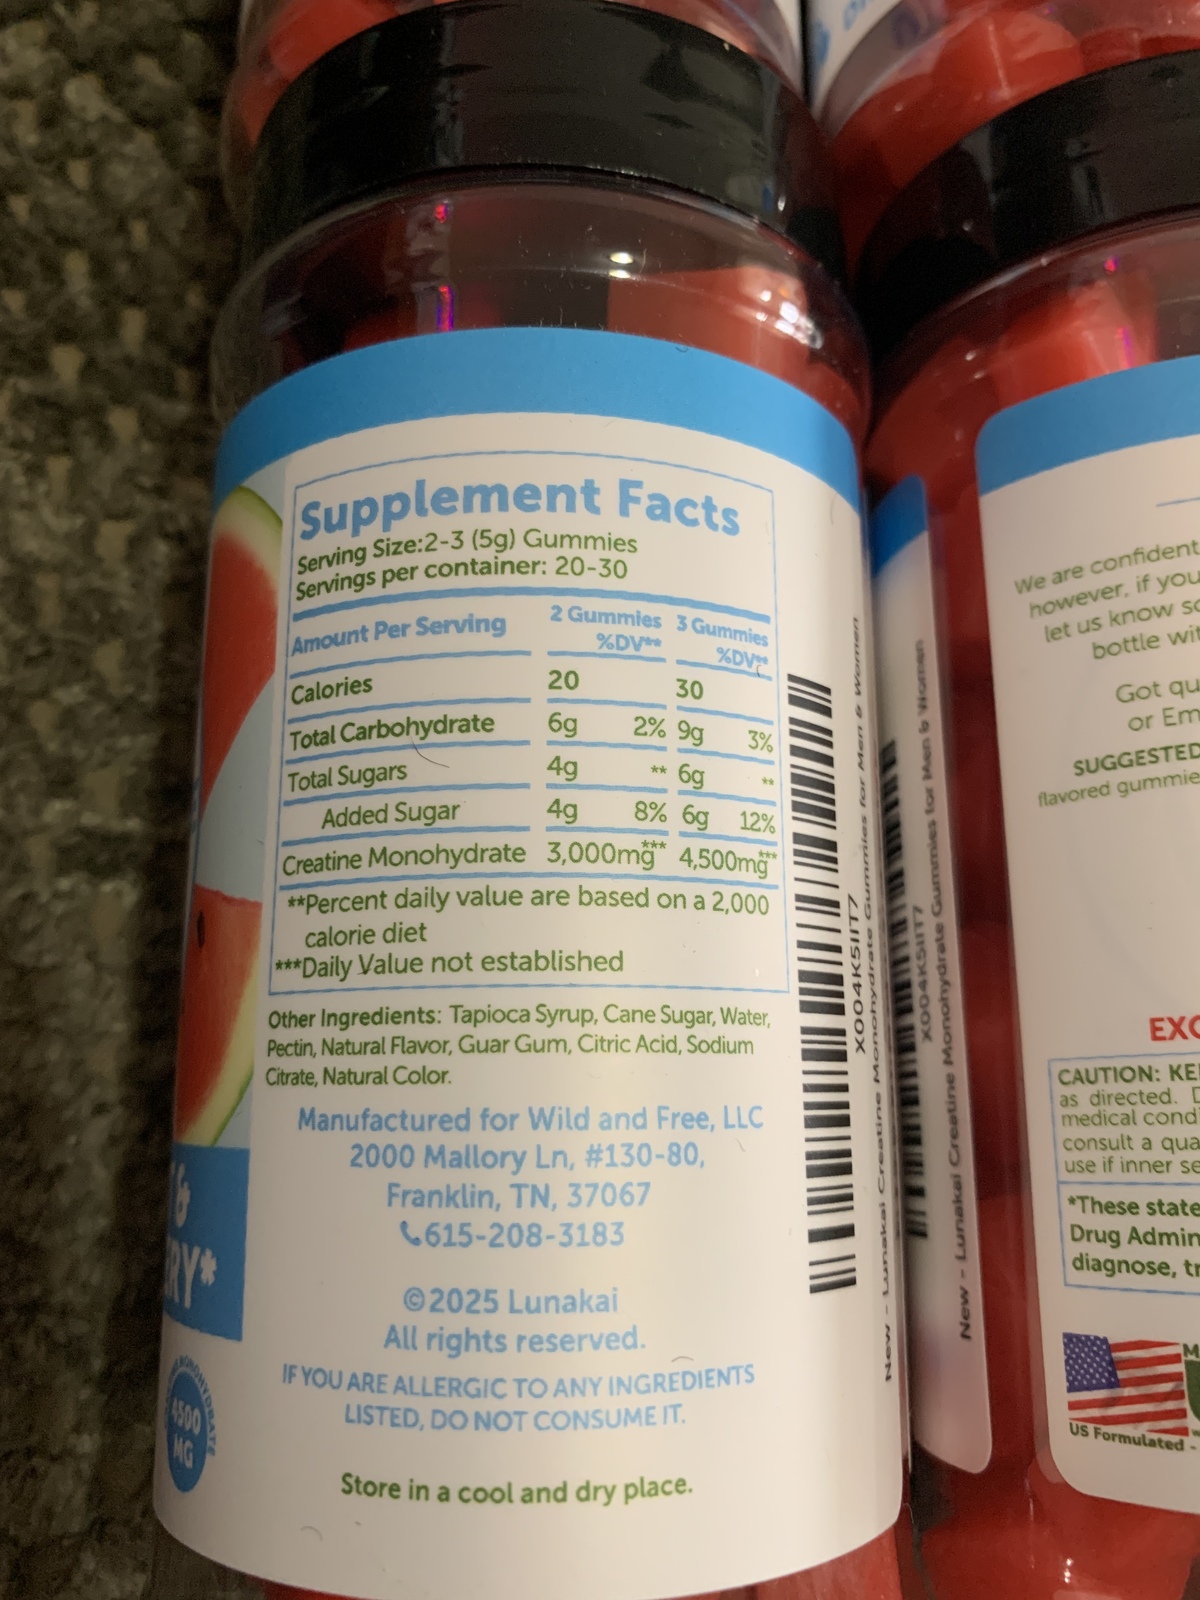 Supplement Facts
Serving Size:2-3 (5g) Gummies
Servings per container: 20-30
Amount Per Serving 2 Gummies %DV** 3 Gummies %DV**
Calories 20 30
Total Carbohydrate 6g 2% 9g 3%
Total Sugars 4g ** 6g **
Added Sugar 4g 8% 6g 12%
Creatine Monohydrate 3,000mg*** 4,500mg***
**Percent daily value are based on a 2,000
calorie diet
***Daily Value not established
Other Ingredients: Tapioca Syrup, Cane Sugar, Water,
Pectin, Natural Flavor, Guar Gum, Citric Acid, Sodium
Citrate, Natural Color.
Manufactured for Wild and Free, LLC
2000 Mallory Ln, #130-80,
Franklin, TN, 37067
615-208-3183
©2025 Lunakai
All rights reserved.
IF YOU ARE ALLERGIC TO ANY INGREDIENTS
LISTED, DO NOT CONSUME IT.
Store in a cool and dry place.
&
RY*
4500
MG
X004K5IIT7
New - Lunakai Creatine Monohydrate Gummies for Men & Women
X004K5IIT7
New - Lunakai Creatine Monohydrate Gummies for Men & Women
We are confident
however, if you
let us know so
bottle wit
Got qu
or Em
SUGGESTED
flavored gummie
EXC
CAUTION: KE
as directed. D
medical cond
consult a qua
use if inner se
*These state
Drug Admin
diagnose, tr
US Formulated -